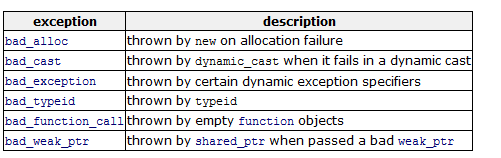 exception description
bad_alloc thrown by new on allocation failure
bad_cast thrown by dynamic_cast when it fails in a dynamic cast
bad_exception thrown by certain dynamic exception specifiers
bad_typeid thrown by typeid
bad_function_call thrown by empty function objects
bad_weak_ptr thrown by shared_ptr when passed a bad weak_ptr